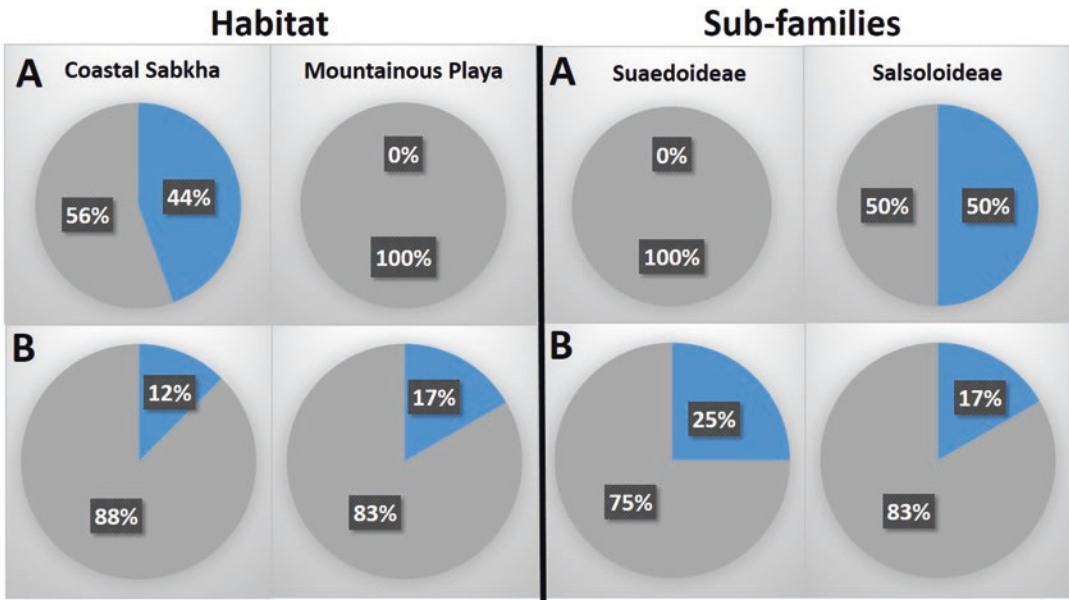 Habitat
Sub-families
A
Coastal Sabkha
Mountainous Playa
A
Suaedoideae
Salsoloideae
56%
44%
0%
100%
0%
100%
50%
50%
B
12%
88%
17%
83%
B
25%
75%
17%
83%